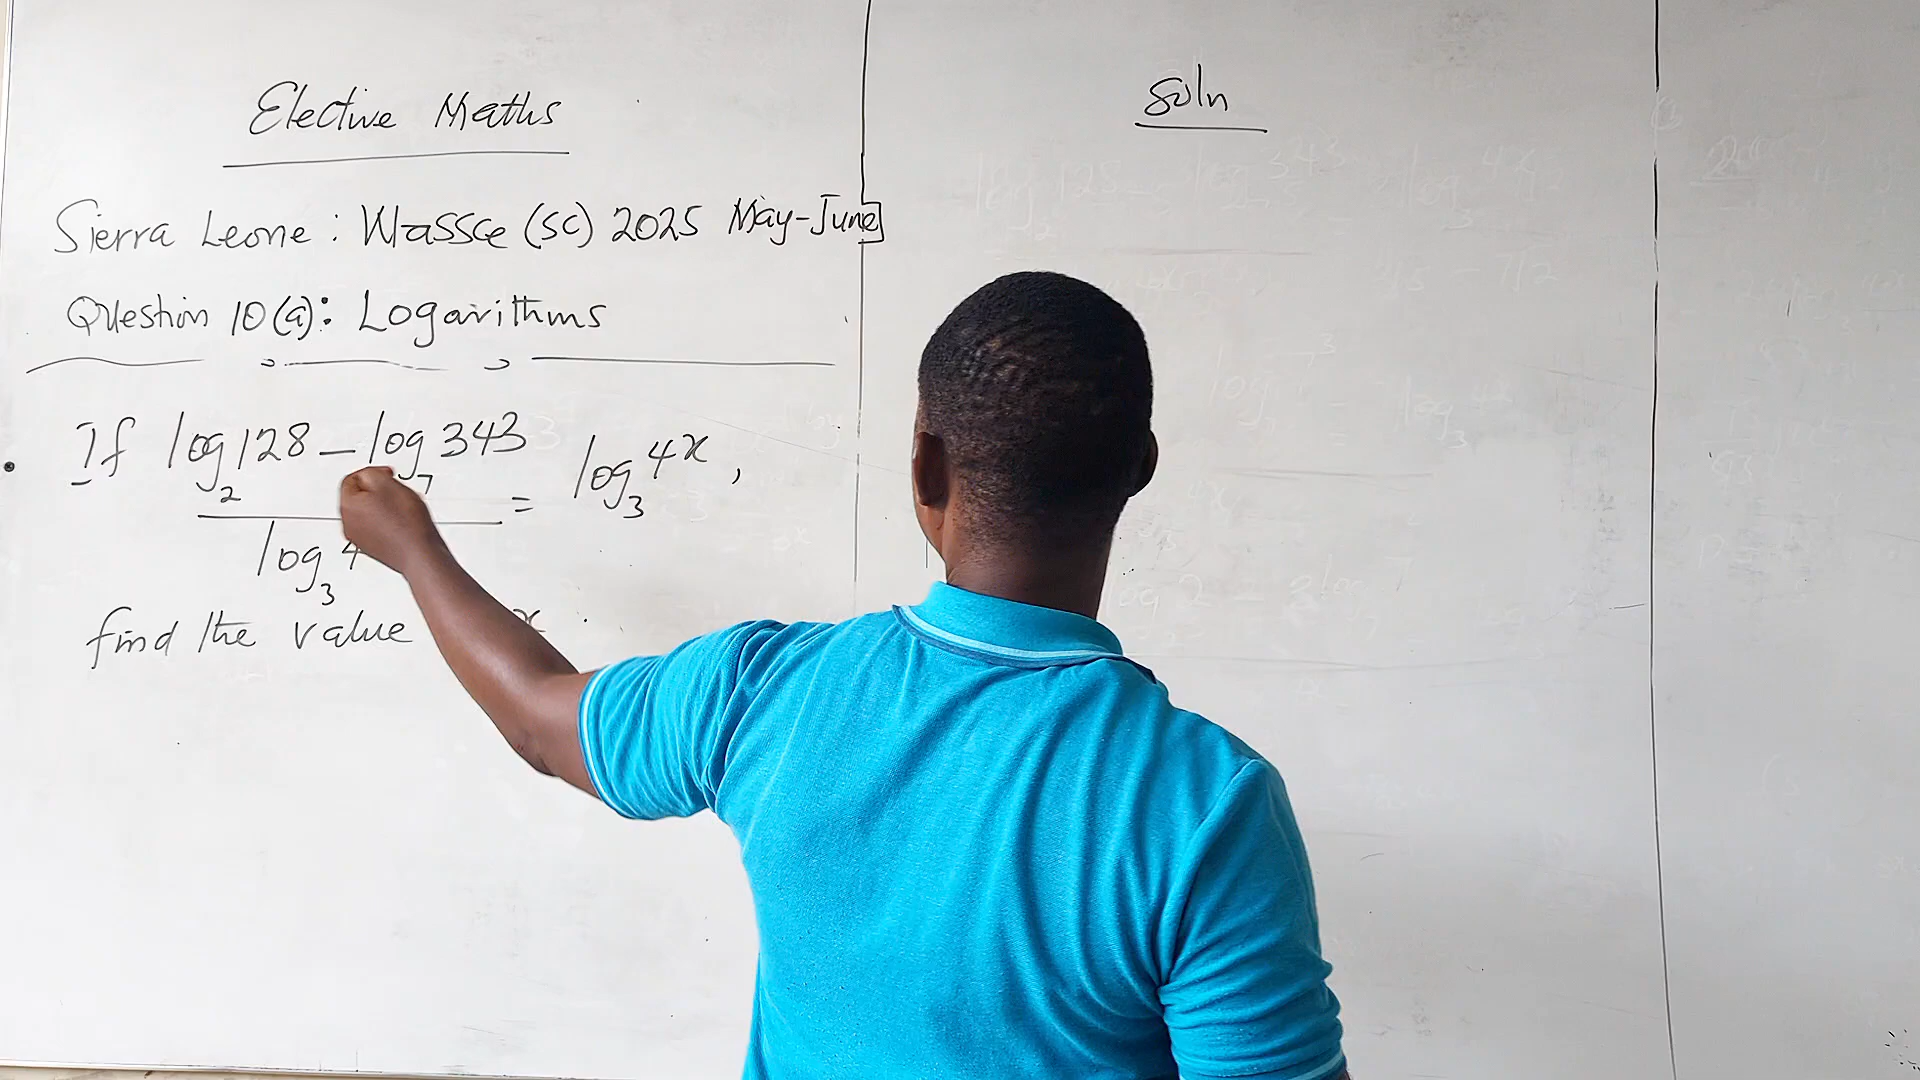 Elective Maths
Soln
Sierra Leone: Wassce (SC) 2025 May-June]
Question 10(a): Logarithms
If log₂128 – log₇343 = log₃4x,
log₃4
find the value x